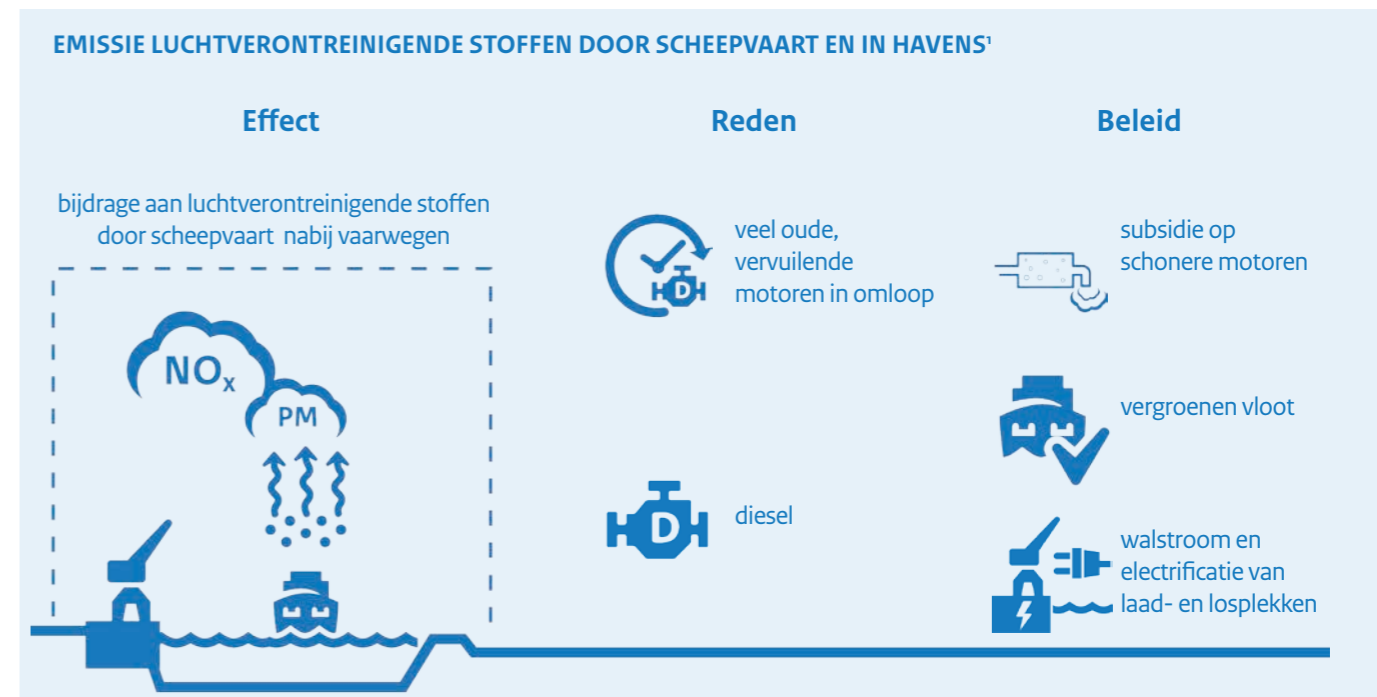 EMISSIE LUCHTVERONTREINIGENDE STOFFEN DOOR SCHEEPVAART EN IN HAVENS¹
Effect
bijdrage aan luchtverontreinigende stoffen
door scheepvaart nabij vaarwegen
NOₓ
PM
Reden
veel oude,
vervuilende
motoren in omloop
D
D
diesel
Beleid
subsidie op
schonere motoren
vergroenen vloot
walstroom en
electrificatie van
laad- en losplekken